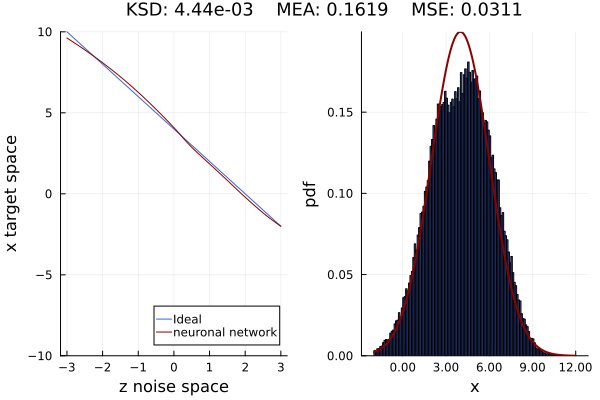 KSD: 4.44e-03 MEA: 0.1619 MSE: 0.0311
x target space
10
5
0
−5
−10
Ideal
neuronal network
−3 −2 −1 0 1 2 3
z noise space
pdf
0.15
0.10
0.05
0.00
0.00 3.00 6.00 9.00 12.00
x